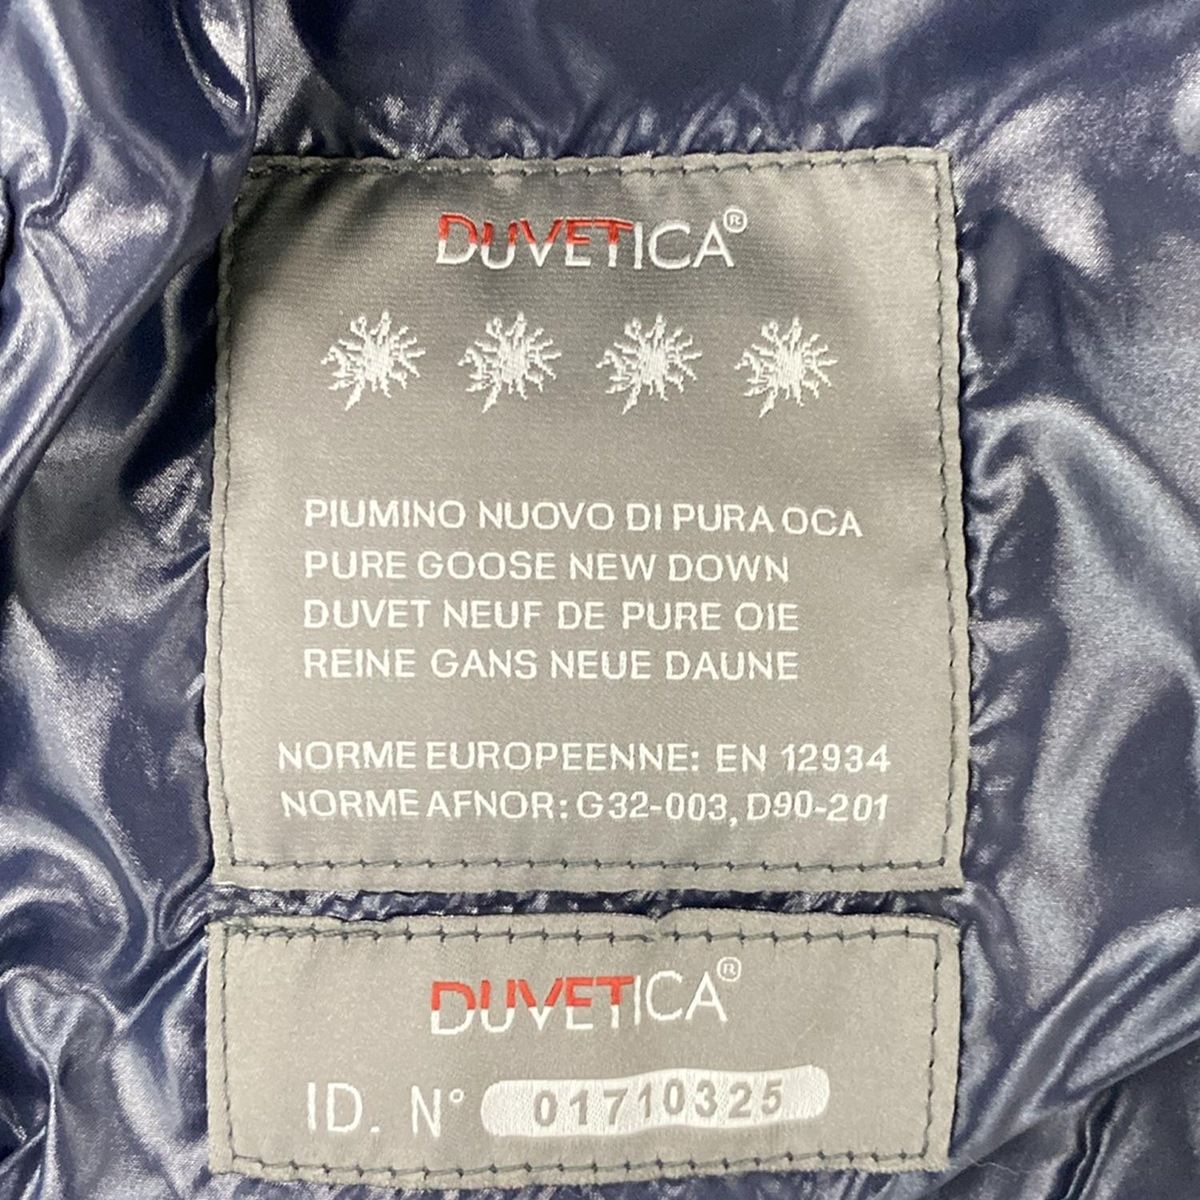 DUVETICA®
PIUMINO NUOVO DI PURA OCA
PURE GOOSE NEW DOWN
DUVET NEUF DE PURE OIE
REINE GANS NEUE DAUNE
NORME EUROPEENNE: EN 12934
NORME AFNOR: G32-003, D90-201
DUVETICA®
ID. N° 01710325